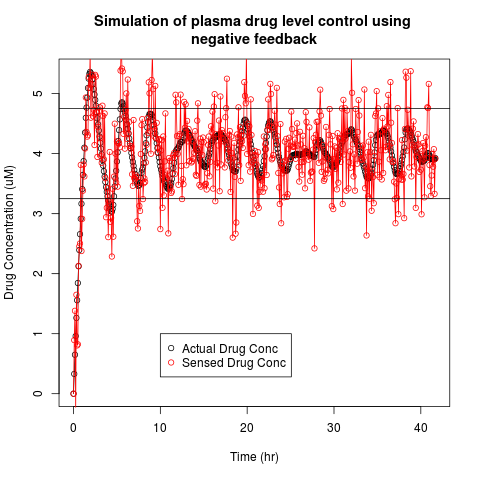 Simulation of plasma drug level control using
negative feedback
Drug Concentration (uM)
5
4
3
2
1
0
Actual Drug Conc
Sensed Drug Conc
0
10
20
30
40
Time (hr)